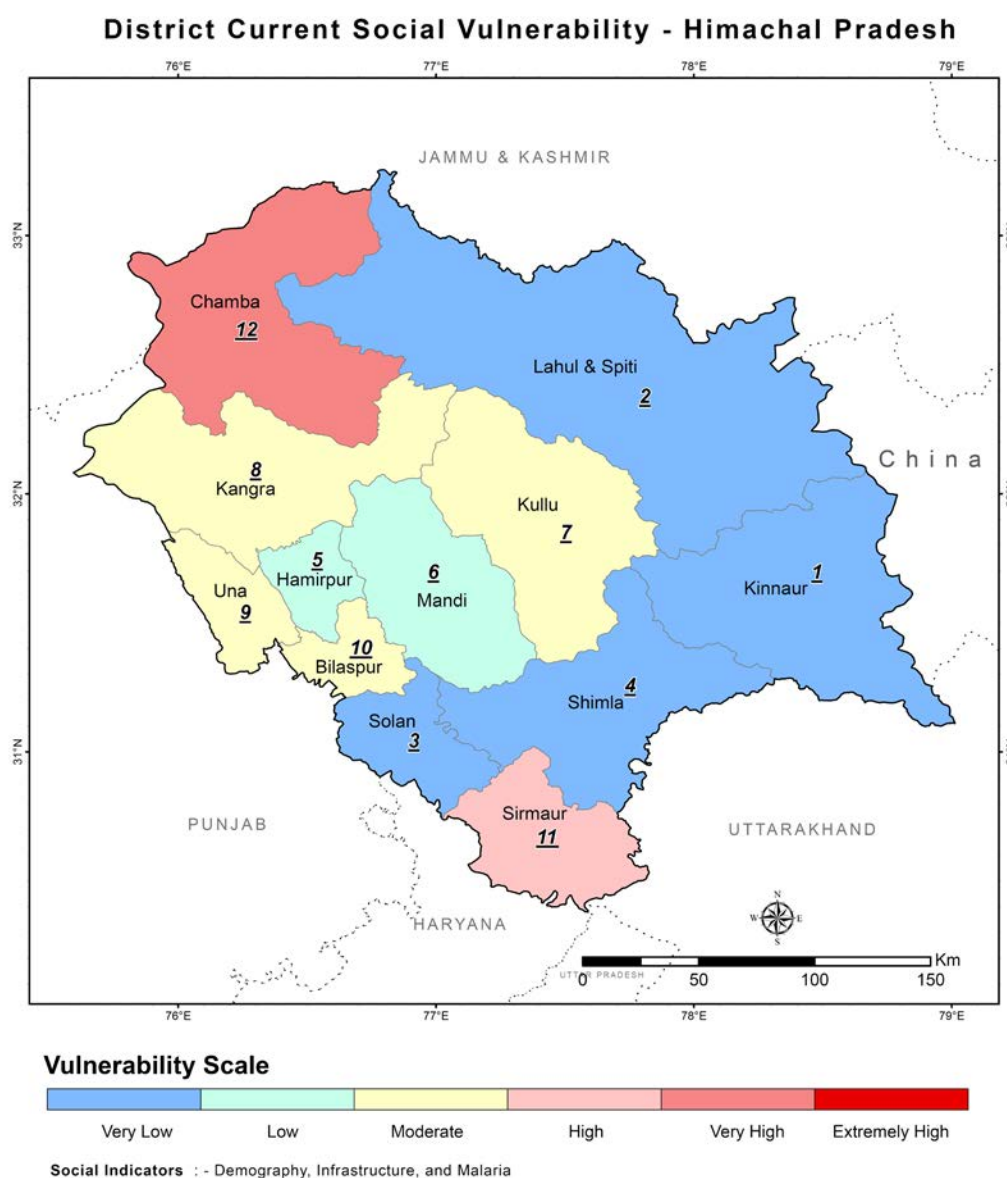 District Current Social Vulnerability - Himachal Pradesh
76°E 77°E 78°E 79°E
JAMMU & KASHMIR
33°N
Chamba
12
Lahul & Spiti
2
China
8
Kangra
32°N
Kullu
7
5
Hamirpur
6
Mandi
1
Kinnaur
Una
9
10
Bilaspur
4
Shimla
Solan
3
31°N
Sirmaur
11
PUNJAB
UTTARAKHAND
HARYANA
N
W E
S
Km
UTTAR PRADESH
0 50 100 150
76°E 77°E 78°E 79°E
Vulnerability Scale
Very Low Low Moderate High Very High Extremely High
Social Indicators : - Demography, Infrastructure, and Malaria